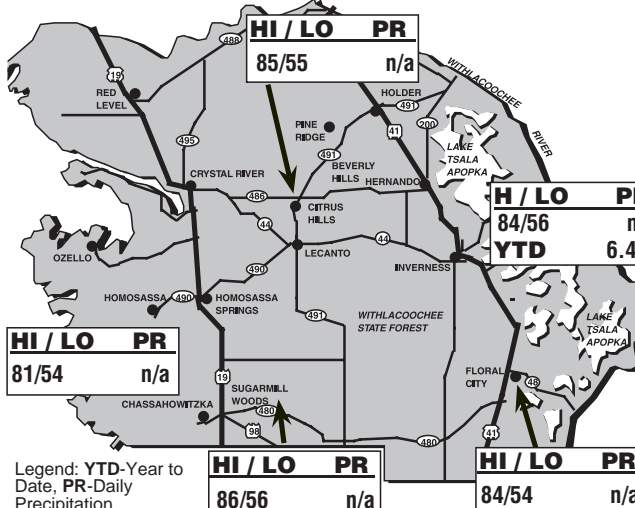 HI / LO PR
85/55 n/a
488
19
RED
LEVEL
WITHLACOOCHEE
RIVER
HOLDER
491
41
200
PINE
RIDGE
495
LAKE
TSALA
APOPKA
491
BEVERLY
HILLS
CRYSTAL RIVER
HERNANDO
486
H / LO
84/56
YTD 6.4
CITRUS
HILLS
44
44
OZELLO
LECANTO
INVERNESS
490
HOMOSASSA
490
HOMOSASSA
SPRINGS
491
WITHLACOOCHEE
STATE FOREST
LAKE
TSALA
APOPKA
HI / LO PR
81/54 n/a
19
FLORAL
CITY
48
SUGARMILL
WOODS
CHASSAHOWITZKA
480
98
480
41
Legend: YTD-Year to
Date, PR-Daily
Precipitation
HI / LO PR
86/56 n/a
HI / LO PR
84/54 n/a